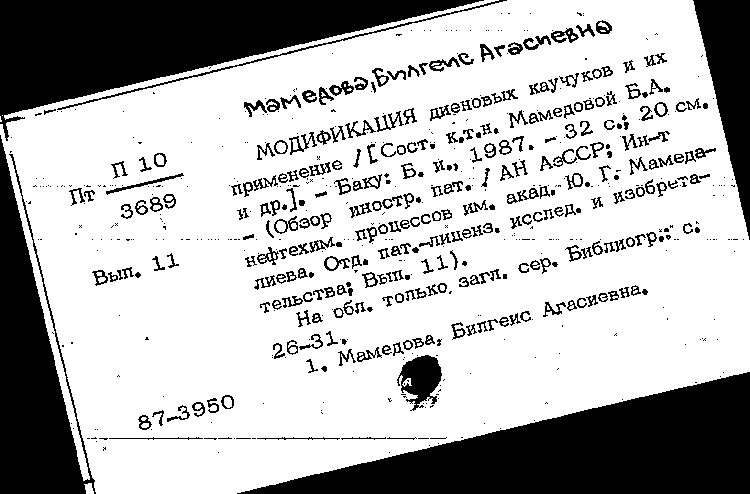 Мамедова, Билгеис Агасиевна
Пт П 10
3689
Вып. 11
МОДИФИКАЦИЯ диеновых каучуков и их
применение / [Сост. к.т.н. Мамедовой Б.А.
и др.]. - Баку: Б. и., 1987. - 32 с.; 20 см.
- (Обзор иностр. пат. / АН АзССР; Ин-т
нефтехим. процессов им. акад. Ю. Г. Мамеда-
лиева. Отд. пат.-лиценз. исслед. и изобрета-
тельства; Вып. 11).
На обл. только загл. сер. Библиогр.: с.
26-31.
1. Мамедова, Билгеис Агасиевна.
87-3950